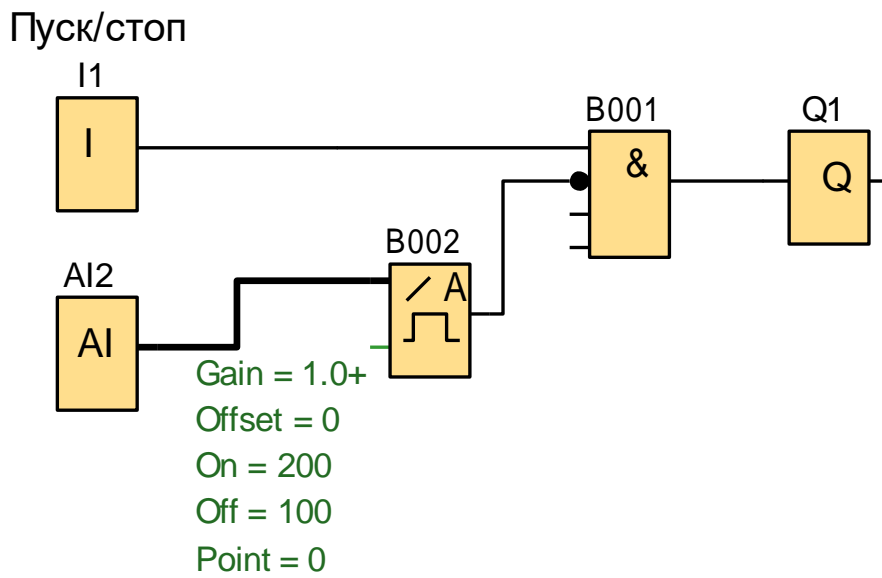 Пуск/стоп
I1
I
B001
&
Q1
Q
AI2
AI
B002
A
Gain = 1.0+
Offset = 0
On = 200
Off = 100
Point = 0